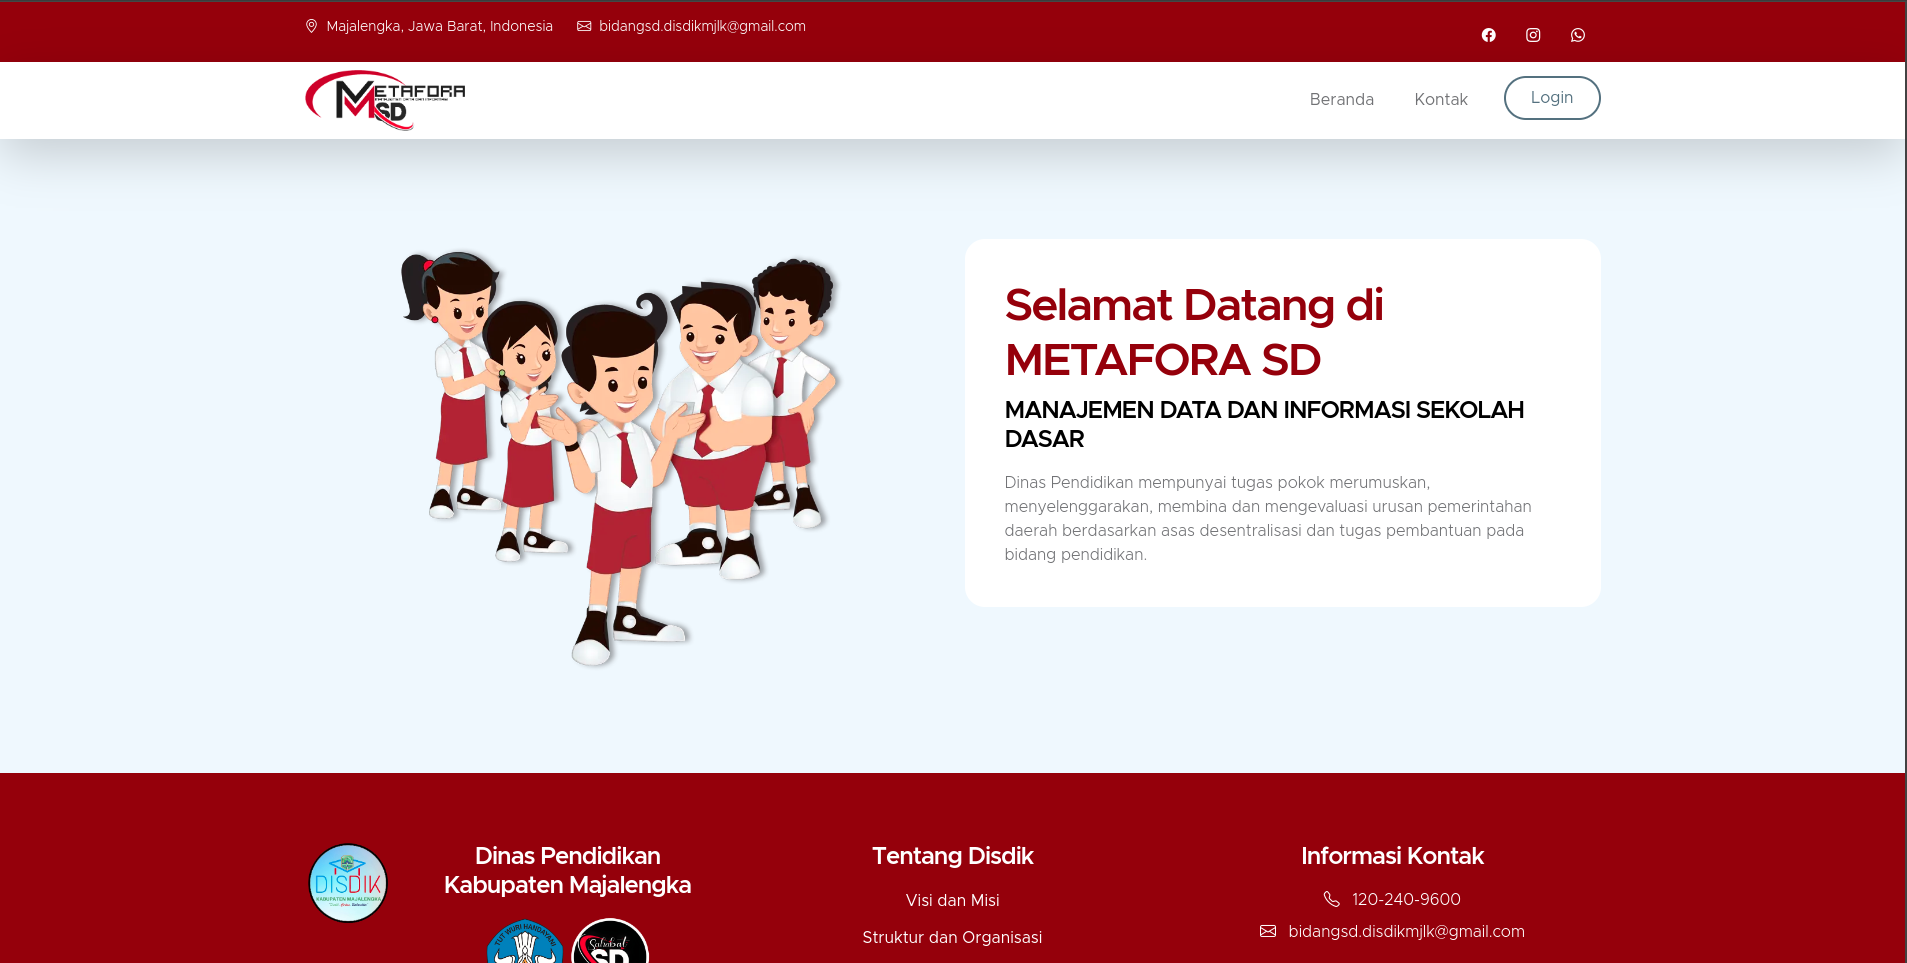 Majalengka, Jawa Barat, Indonesia
bidangsd.disdikmjlk@gmail.com
METAFORA
SD
Beranda
Kontak
Login
Selamat Datang di
METAFORA SD
MANAJEMEN DATA DAN INFORMASI SEKOLAH
DASAR
Dinas Pendidikan mempunyai tugas pokok merumuskan,
menyelenggarakan, membina dan mengevaluasi urusan pemerintahan
daerah berdasarkan asas desentralisasi dan tugas pembantuan pada
bidang pendidikan.
DISDIK
KABUPATEN MAJALENGKA
Dinas Pendidikan
Kabupaten Majalengka
TUT WURI HANDAYANI
Sahabat
SD
Tentang Disdik
Visi dan Misi
Struktur dan Organisasi
Informasi Kontak
120-240-9600
bidangsd.disdikmjlk@gmail.com